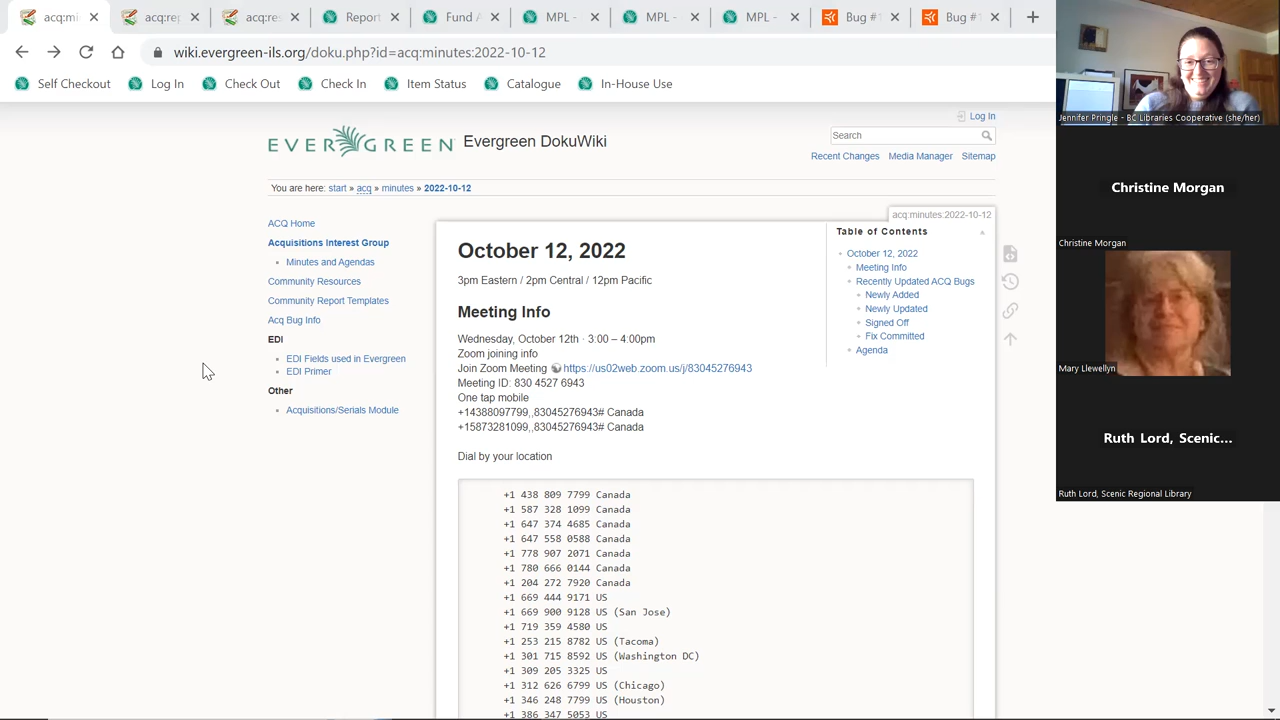 acq:mi
acq:re
acq:res
Report
Fund A
MPL -
MPL -
MPL -
Bug #1
Bug #
wiki.evergreen-ils.org/doku.php?id=acq:minutes:2022-10-12
Self Checkout
Log In
Check Out
Check I
Item Status
Catalogue
In-House Use
Log In
EVERGREEN Evergreen DokuWiki
Search
Recent Changes Media Manager Sitemap
You are here: start » acq » minutes » 2022-10-12
acq:minutes:2022-10-12
ACQ Home
Acquisitions Interest Group
Minutes and Agendas
Community Resources
Community Report Templates
Acq Bug Info
EDI
EDI Fields used in Evergreen
EDI Primer
Other
Acquisitions/Serials Module
Table of Contents
October 12, 2022
Meeting Info
Recently Updated ACQ Bugs
Newly Added
Newly Updated
Signed Off
Fix Committed
Agenda
October 12, 2022
3pm Eastern / 2pm Central / 12pm Pacific
Meeting Info
Wednesday, October 12th · 3:00 – 4:00pm
Zoom joining info
Join Zoom Meeting https://us02web.zoom.us/j/83045276943
Meeting ID: 830 4527 6943
One tap mobile
+14388097799,,83045276943# Canada
+15873281099,,83045276943# Canada
Dial by your location
+1 438 809 7799 Canada
+1 587 328 1099 Canada
+1 647 374 4685 Canada
+1 647 558 0588 Canada
+1 778 907 2071 Canada
+1 780 666 0144 Canada
+1 204 272 7920 Canada
+1 669 444 9171 US
+1 669 900 9128 US (San Jose)
+1 719 359 4580 US
+1 253 215 8782 US (Tacoma)
+1 301 715 8592 US (Washington DC)
+1 309 205 3325 US
+1 312 626 6799 US (Chicago)
+1 346 248 7799 US (Houston)
+1 386 347 5053 US
Jennifer Pringle - BC Libraries Cooperative (she/her)
Christine Morgan
Christine Morgan
Mary Llewellyn
Ruth Lord, Scenic...
Ruth Lord, Scenic Regional Library